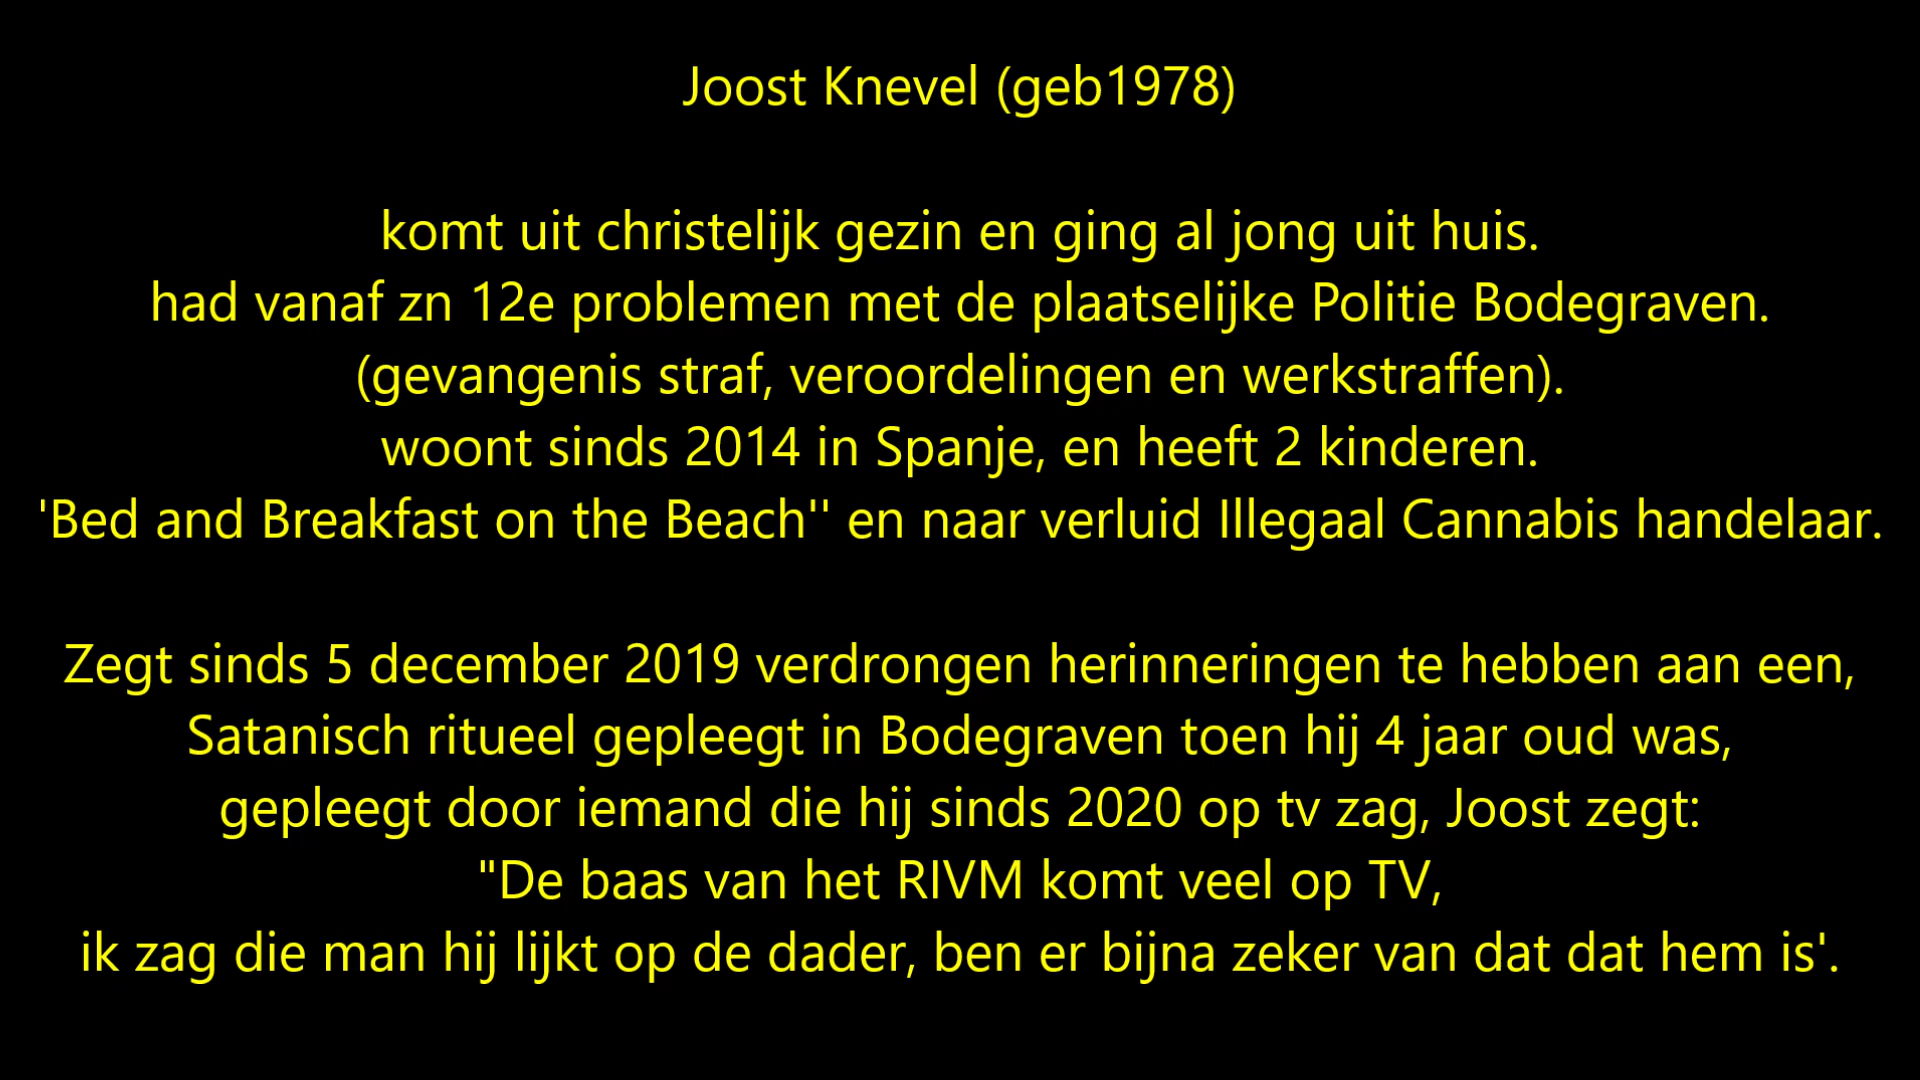 Joost Knevel (geb1978)
komt uit christelijk gezin en ging al jong uit huis.
had vanaf zn 12e problemen met de plaatselijke Politie Bodegraven.
(gevangenis straf, veroordelingen en werkstraffen).
woont sinds 2014 in Spanje, en heeft 2 kinderen.
'Bed and Breakfast on the Beach'' en naar verluid Illegaal Cannabis handelaar.
Zegt sinds 5 december 2019 verdrongen herinneringen te hebben aan een,
Satanisch ritueel gepleegt in Bodegraven toen hij 4 jaar oud was,
gepleegt door iemand die hij sinds 2020 op tv zag, Joost zegt:
"De baas van het RIVM komt veel op TV,
ik zag die man hij lijkt op de dader, ben er bijna zeker van dat dat hem is'.